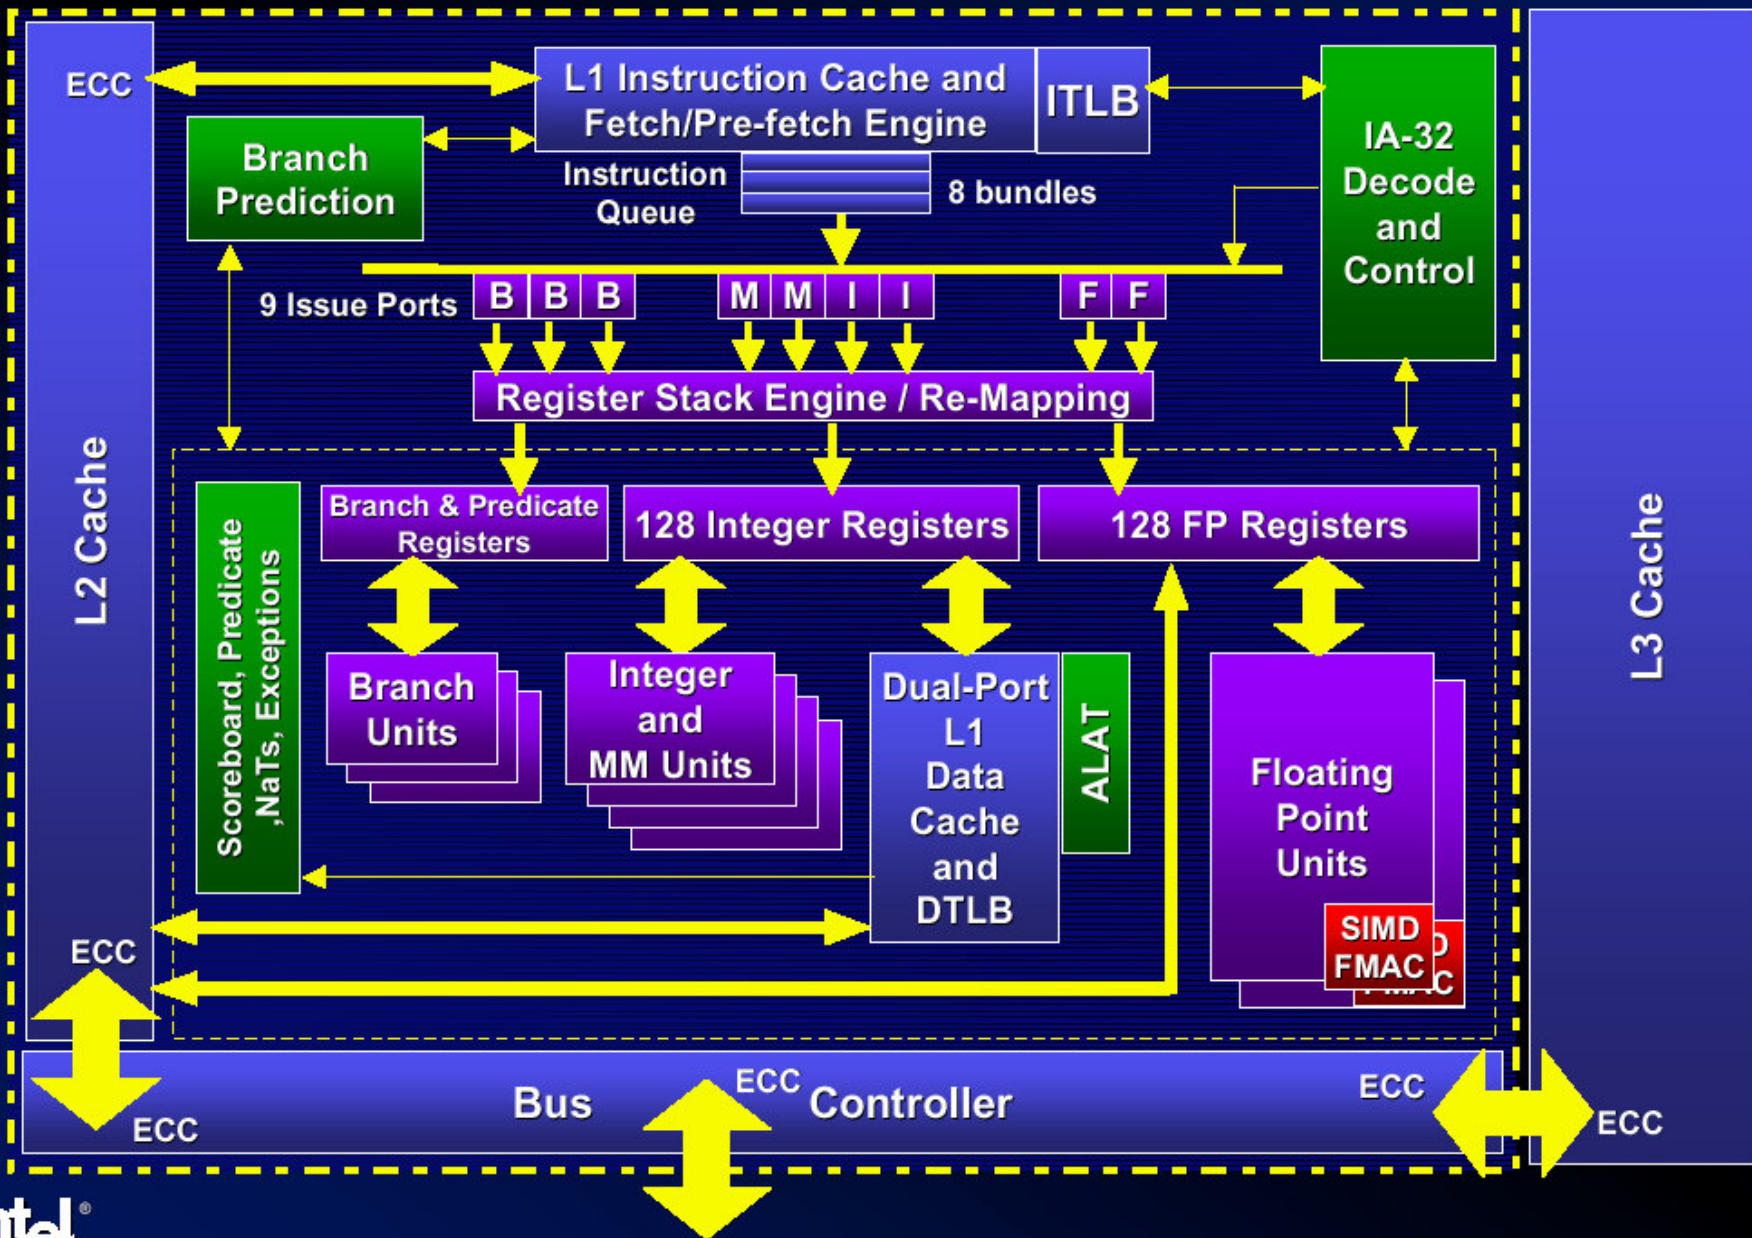 ECC
L1 Instruction Cache and
Fetch/Pre-fetch Engine
ITLB
IA-32
Decode
and
Control
Branch
Prediction
Instruction
Queue
8 bundles
9 Issue Ports
B B B
M M I I
F F
Register Stack Engine / Re-Mapping
L2 Cache
L3 Cache
Scoreboard, Predicate
,NaTs, Exceptions
Branch & Predicate
Registers
128 Integer Registers
128 FP Registers
Branch
Units
Integer
and
MM Units
Dual-Port
L1
Data
Cache
and
DTLB
ALAT
Floating
Point
Units
SIMD
FMAC
ECC
ECC
Bus
ECC
Controller
ECC
ECC
intel®